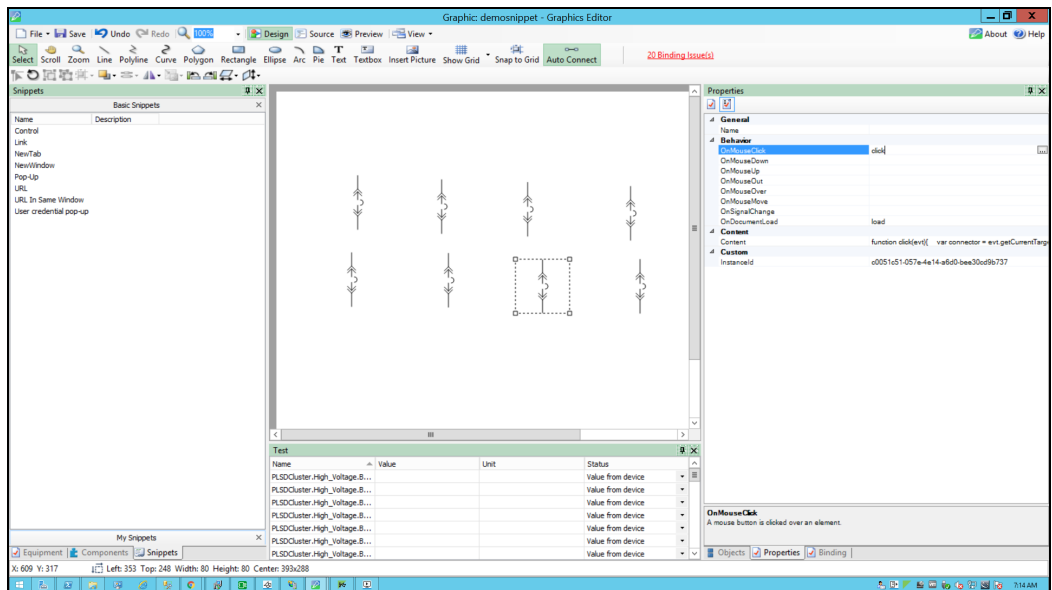 Graphic: demosnippet - Graphics Editor
File Save Undo Redo 100% Design Source Preview View About Help
Select Scroll Zoom Line Polyline Curve Polygon Rectangle Ellipse Arc Pie Text Textbox Insert Picture Show Grid Snap to Grid Auto Connect 20 Binding Issue(s)
Snippets
Basic Snippets
Name Description
Control
Link
NewTab
NewWindow
Pop-Up
URL
URL In Same Window
User credential pop-up
My Snippets
Equipment Components Snippets
Test
Name Value Unit Status
PLSDCluster.High_Voltage.B... Value from device
PLSDCluster.High_Voltage.B... Value from device
PLSDCluster.High_Voltage.B... Value from device
PLSDCluster.High_Voltage.B... Value from device
PLSDCluster.High_Voltage.B... Value from device
PLSDCluster.High_Voltage.B... Value from device
PLSDCluster.High_Voltage.B... Value from device
Properties
General
Name
Behavior
OnMouseClick click
OnMouseDown
OnMouseUp
OnMouseOut
OnMouseOver
OnMouseMove
OnSignalChange
OnDocumentLoad load
Content
Content function click(evt){ var connector = evt.getCurrentTarge
Custom
InstanceId c0051c51-057e-4e14-a6d0-bee30cd9b737
OnMouseClick
A mouse button is clicked over an element.
Objects Properties Binding
X: 609 Y: 317 Left: 353 Top: 248 Width: 80 Height: 80 Center: 393x288
7:14 AM